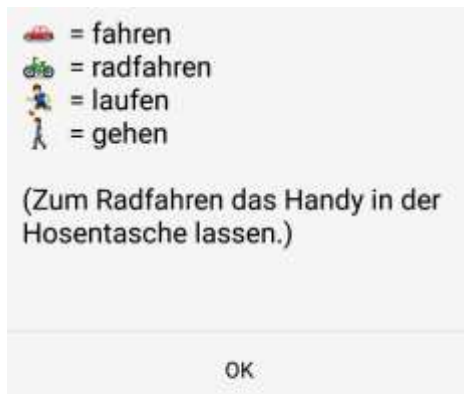 = fahren
= radfahren
= laufen
= gehen
(Zum Radfahren das Handy in der
Hosentasche lassen.)
OK